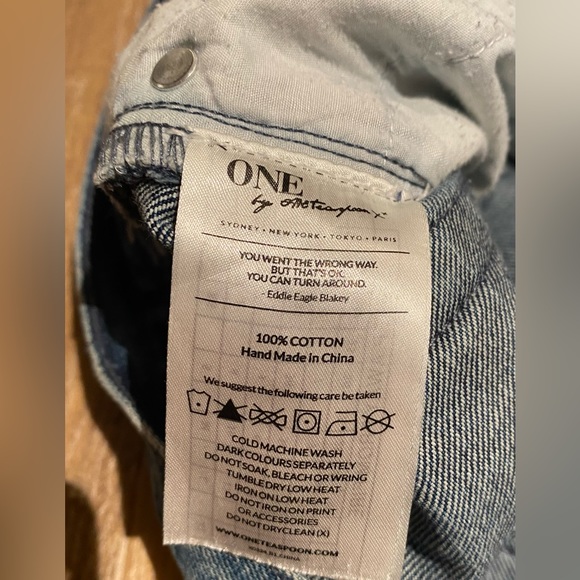 ONE
by oneteaspoon x
SYDNEY • NEW YORK • TOKYO • PARIS
YOU WENT THE WRONG WAY.
BUT THAT'S OK.
YOU CAN TURN AROUND.
- Eddie Eagle Blakey
100% COTTON
Hand Made in China
We suggest the following care be taken
COLD MACHINE WASH
DARK COLOURS SEPARATELY
DO NOT SOAK, BLEACH OR WRING
TUMBLE DRY LOW HEAT
IRON ON LOW HEAT
DO NOT IRON ON PRINT
OR ACCESSORIES
DO NOT DRYCLEAN (X)
WWW.ONETEASPOON.COM